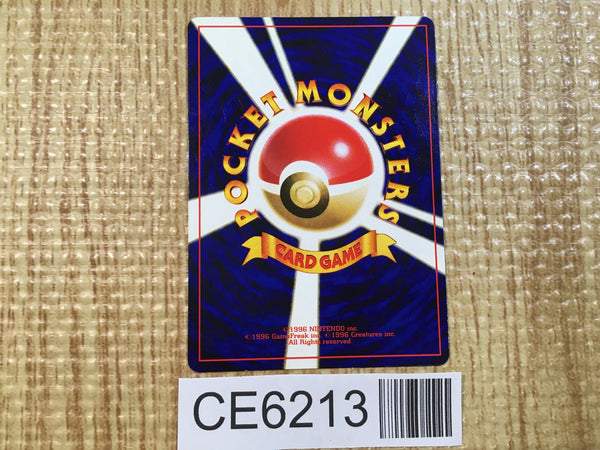 POCKET MONSTERS
CARD GAME
©1996 NINTENDO inc
©1996 GameFreak inc ©1996 Creatures inc
All Rights reserved.
CE6213